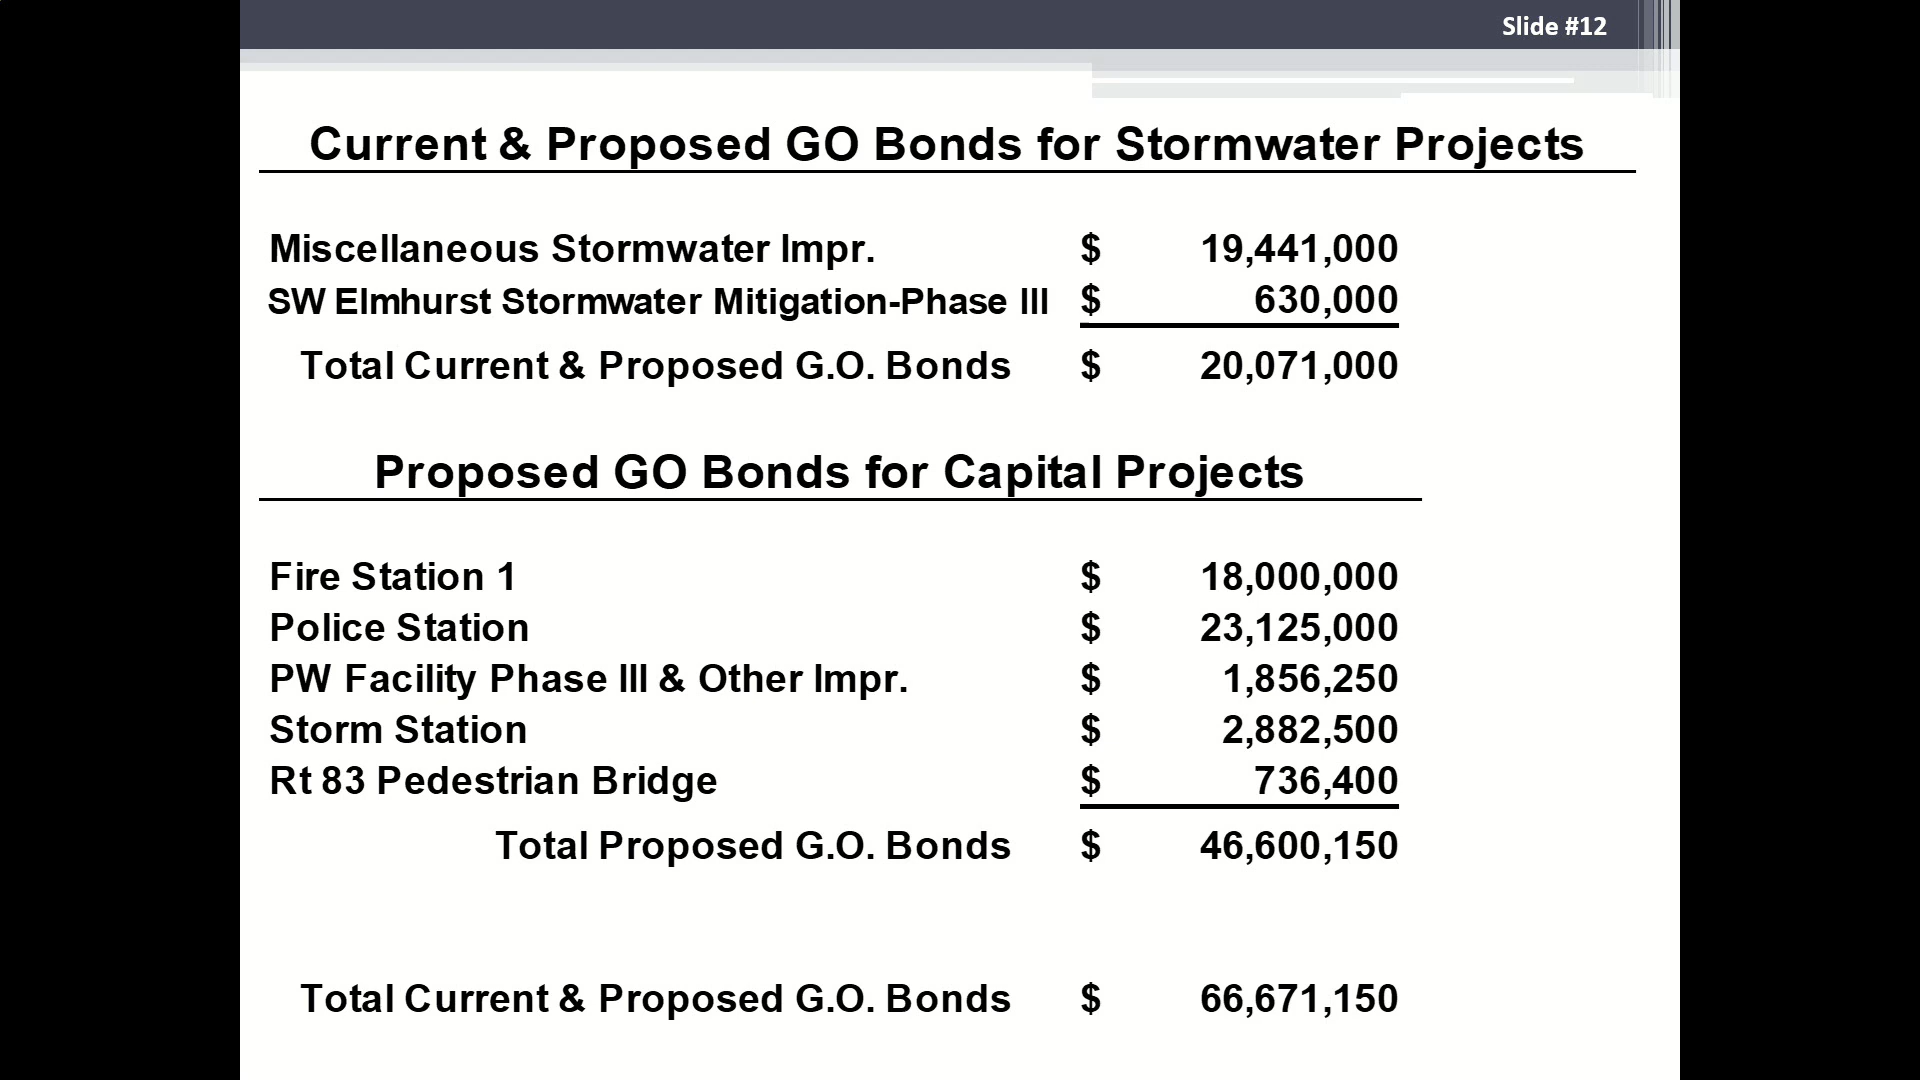 Slide #12
Current & Proposed GO Bonds for Stormwater Projects
Miscellaneous Stormwater Impr. $ 19,441,000
SW Elmhurst Stormwater Mitigation-Phase III $ 630,000
Total Current & Proposed G.O. Bonds $ 20,071,000
Proposed GO Bonds for Capital Projects
Fire Station 1 $ 18,000,000
Police Station $ 23,125,000
PW Facility Phase III & Other Impr. $ 1,856,250
Storm Station $ 2,882,500
Rt 83 Pedestrian Bridge $ 736,400
Total Proposed G.O. Bonds $ 46,600,150
Total Current & Proposed G.O. Bonds $ 66,671,150